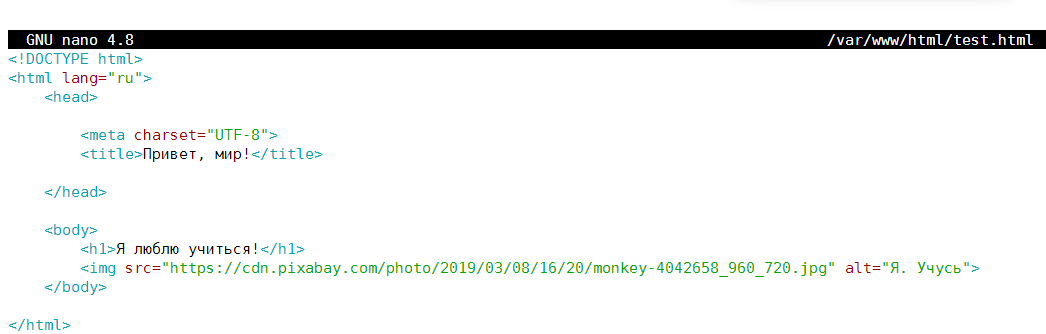 GNU nano 4.8 /var/www/html/test.html
<!DOCTYPE html>
<html lang="ru">
<head>
<meta charset="UTF-8">
<title>Привет, мир!</title>
</head>
<body>
<h1>Я люблю учиться!</h1>
<img src="https://cdn.pixabay.com/photo/2019/03/08/16/20/monkey-4042658_960_720.jpg" alt="Я. Учусь">
</body>
</html>